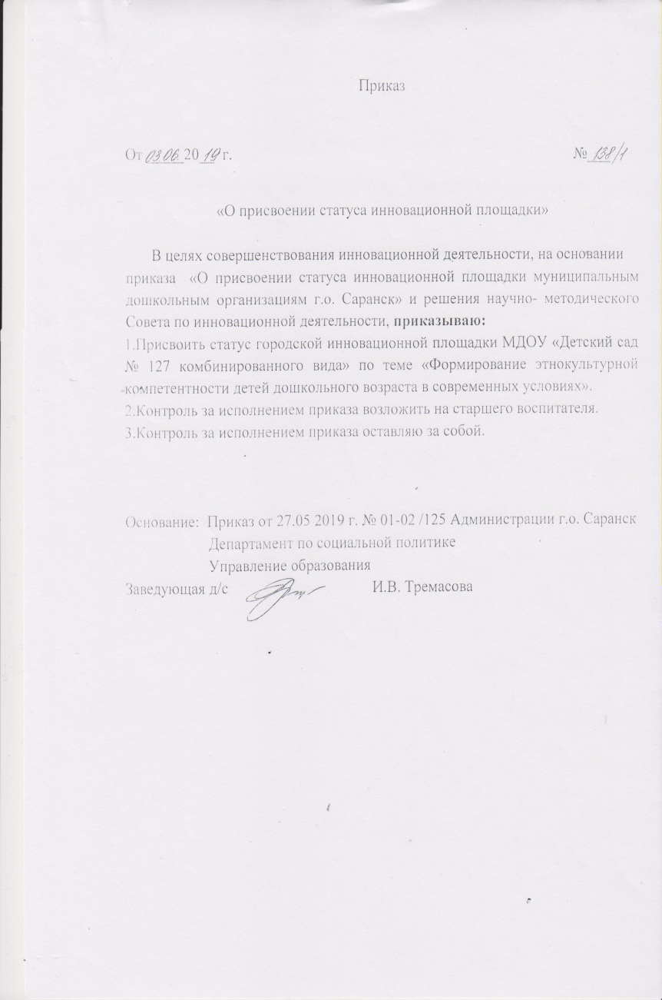 Приказ
От 03.06.2019 г. № 138/1
«О присвоении статуса инновационной площадки»
В целях совершенствования инновационной деятельности, на основании
приказа «О присвоении статуса инновационной площадки муниципальным
дошкольным организациям г.о. Саранск» и решения научно- методического
Совета по инновационной деятельности, приказываю:
1.Присвоить статус городской инновационной площадки МДОУ «Детский сад
№ 127 комбинированного вида» по теме «Формирование этнокультурной
компетентности детей дошкольного возраста в современных условиях».
2.Контроль за исполнением приказа возложить на старшего воспитателя.
3.Контроль за исполнением приказа оставляю за собой.
Основание: Приказ от 27.05 2019 г. № 01-02 /125 Администрации г.о. Саранск
Департамент по социальной политике
Управление образования
Заведующая д/с И.В. Тремасова